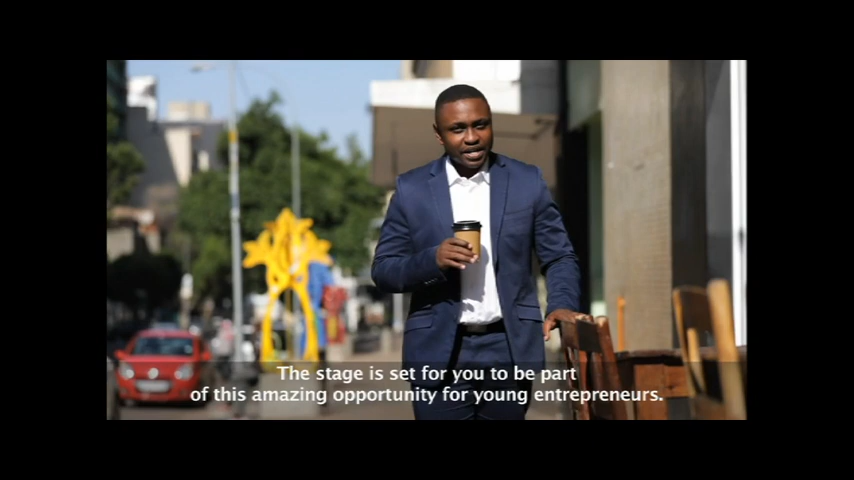 The stage is set for you to be part
of this amazing opportunity for young entrepreneurs.